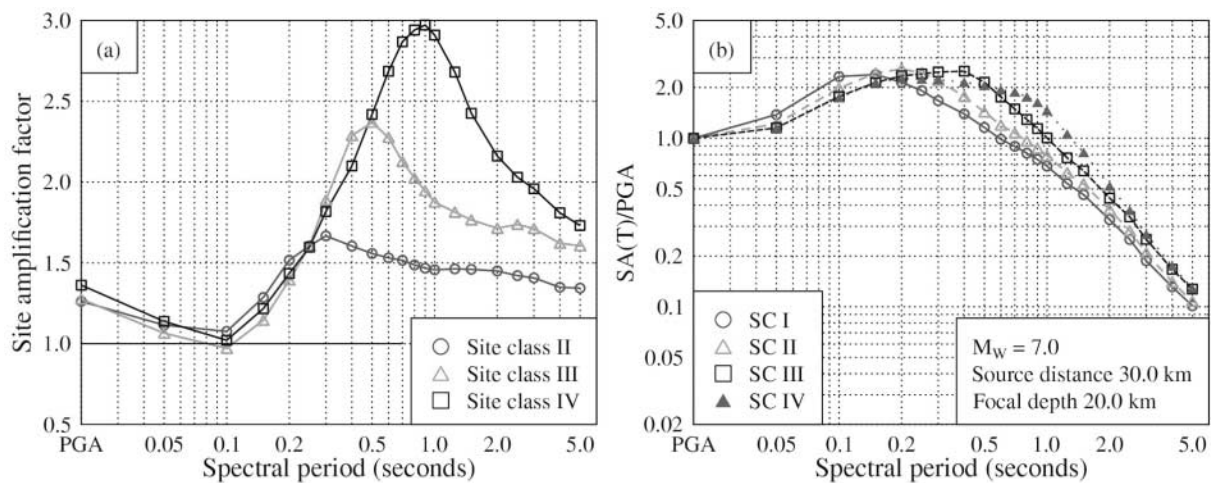 (a)
Site amplification factor
3.0
2.5
2.0
1.5
1.0
0.5
Site class II
Site class III
Site class IV
PGA 0.05 0.1 0.2 0.5 1.0 2.0 5.0
Spectral period (seconds)
(b)
SA(T)/PGA
5.0
2.0
1.0
0.5
0.2
0.1
0.05
0.02
SC I
SC II
SC III
SC IV
M_W = 7.0
Source distance 30.0 km
Focal depth 20.0 km
PGA 0.05 0.1 0.2 0.5 1.0 2.0 5.0
Spectral period (seconds)